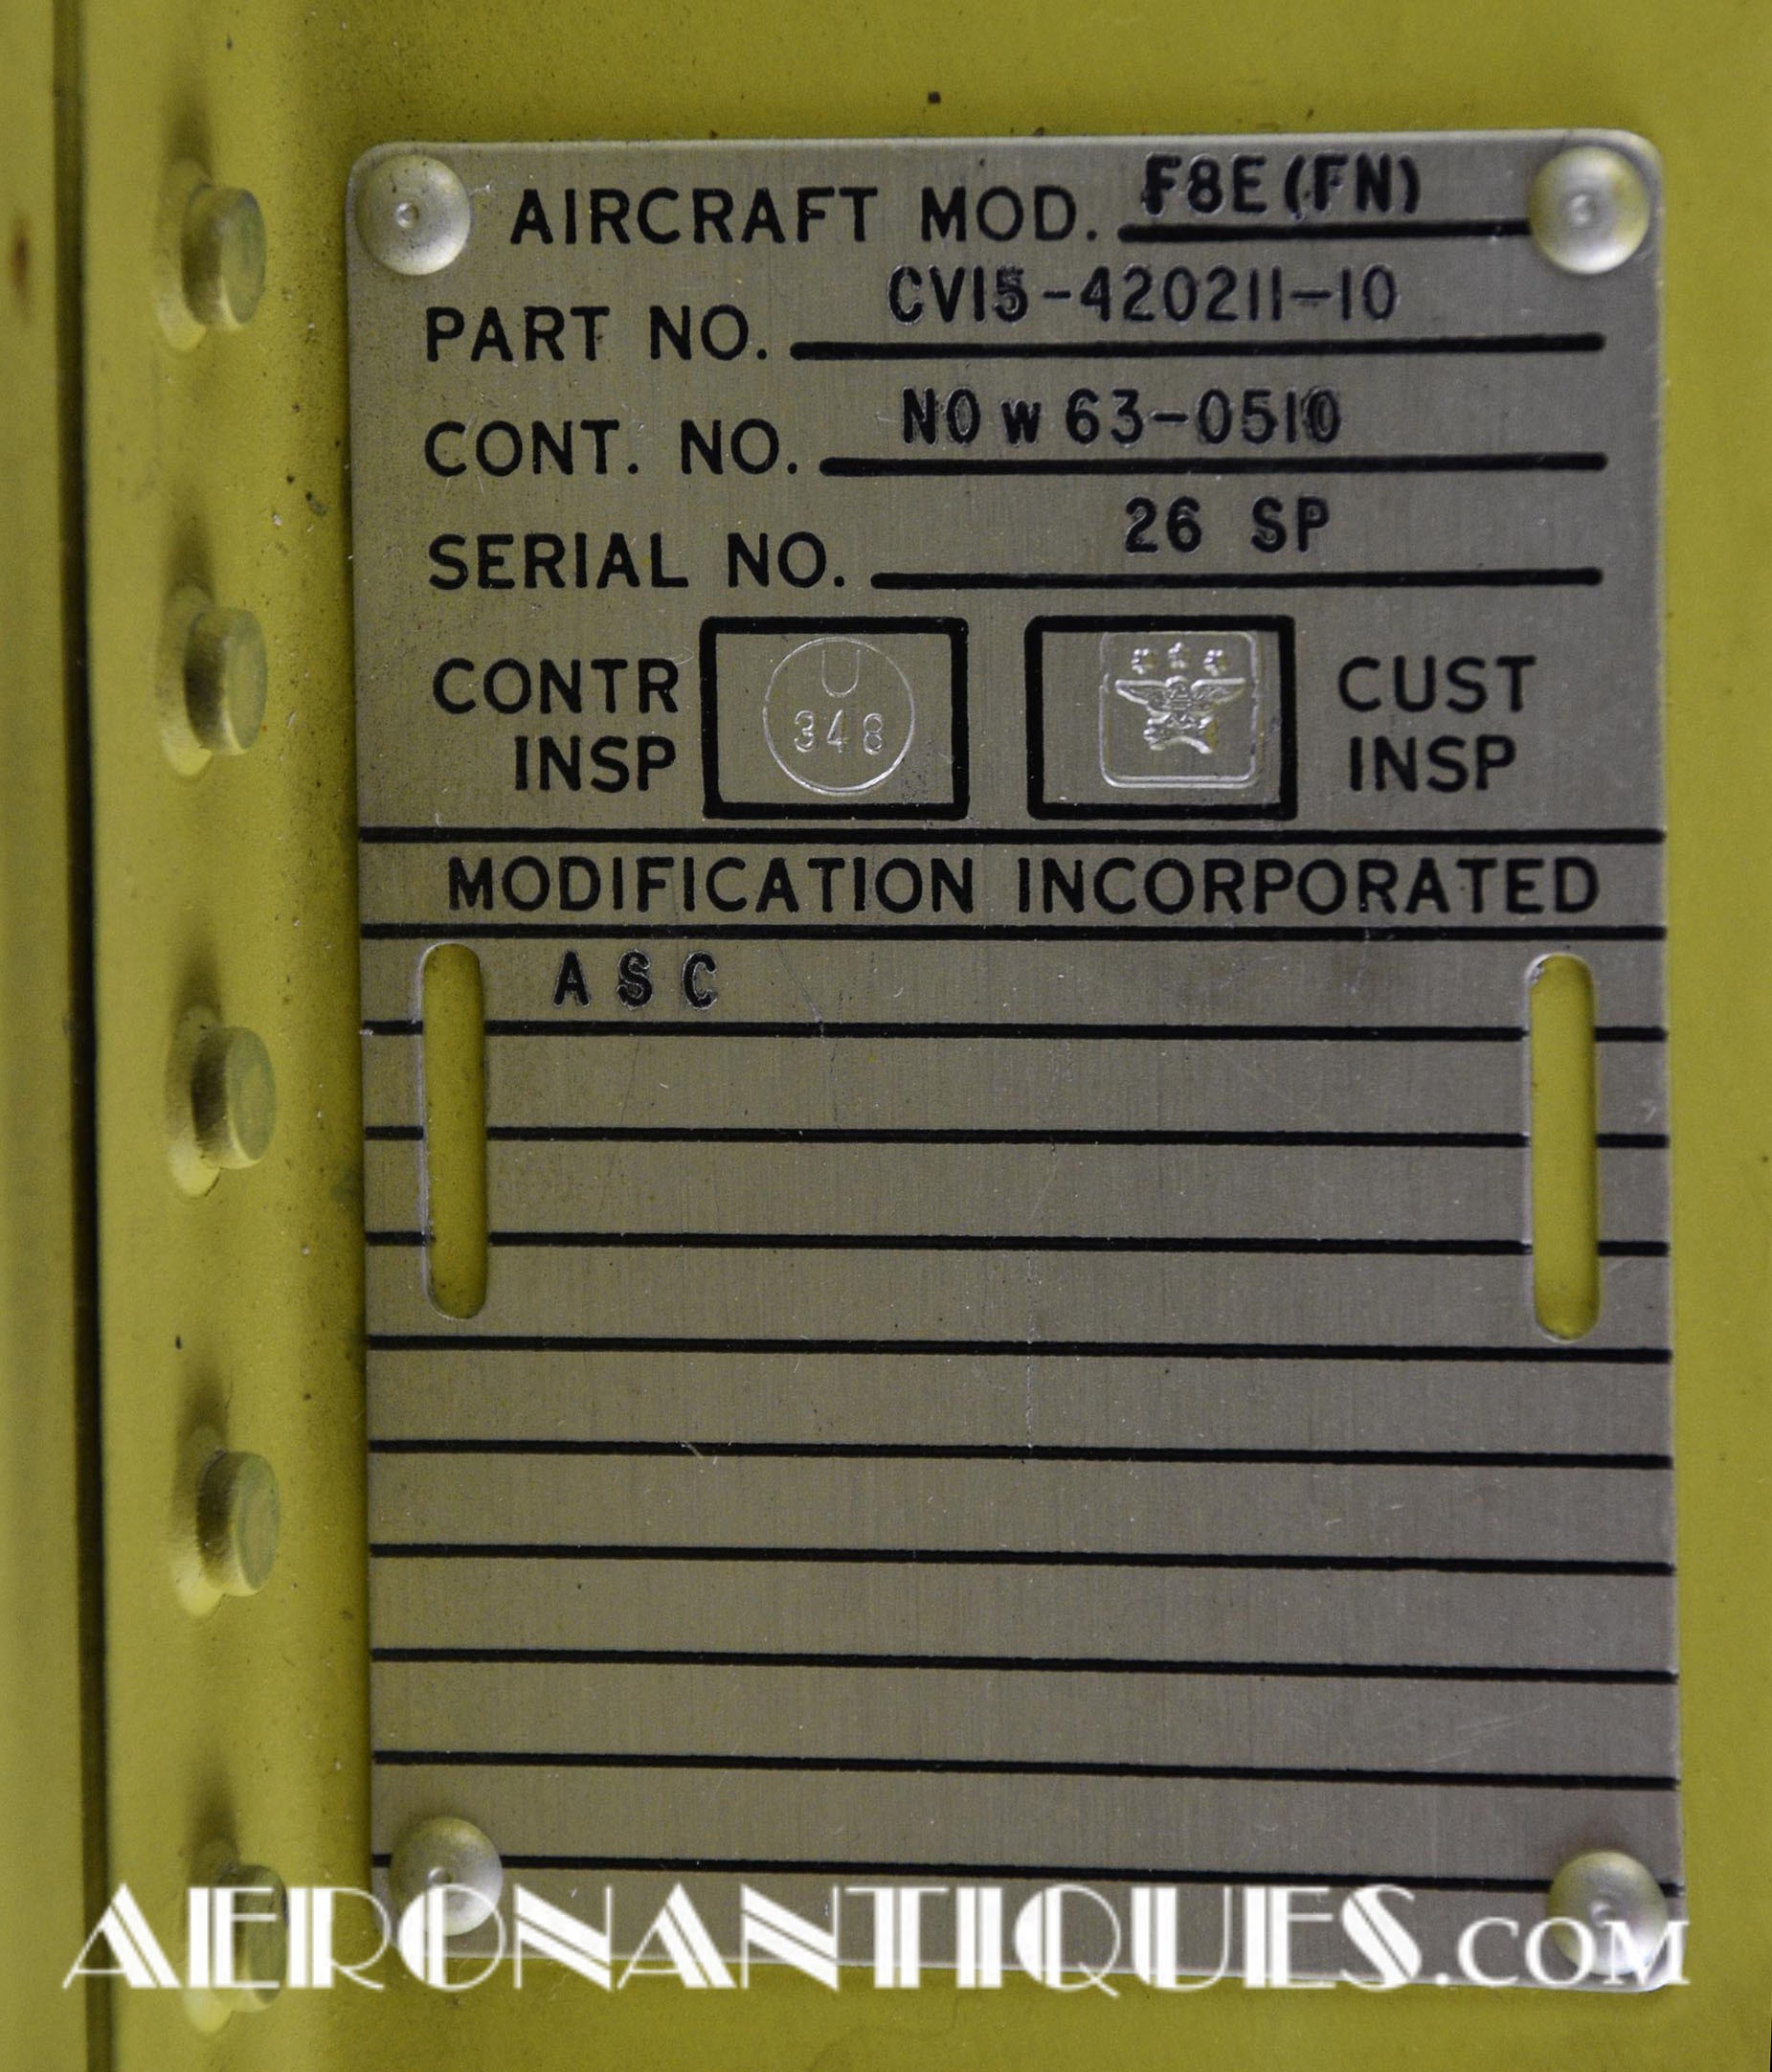 AIRCRAFT MOD. F8E(FN)
PART NO. CV15-420211-10
CONT. NO. NOw 63-0510
SERIAL NO. 26 SP
CONTR INSP
U
348
CUST INSP
MODIFICATION INCORPORATED
ASC
AERONANTIQUES.COM